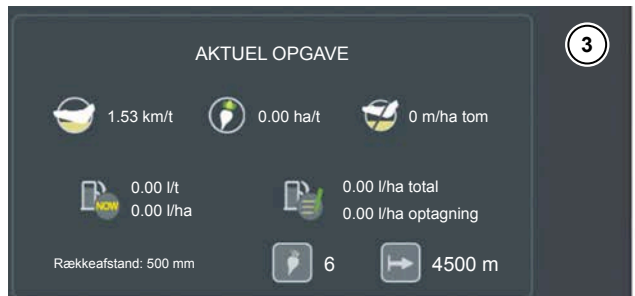 AKTUEL OPGAVE
3
1.53 km/t 0.00 ha/t 0 m/ha tom
0.00 l/t
0.00 l/ha
NOW
0.00 l/ha total
0.00 l/ha optagning
Rækkeafstand: 500 mm 6 4500 m